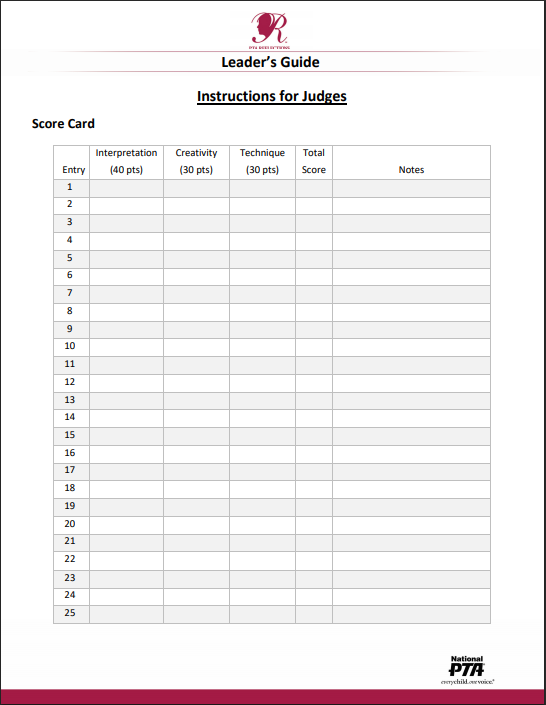 R
PTA REFLECTIONS
Leader's Guide
Instructions for Judges
Score Card
Entry Interpretation (40 pts) Creativity (30 pts) Technique (30 pts) Total Score Notes
1
2
3
4
5
6
7
8
9
10
11
12
13
14
15
16
17
18
19
20
21
22
23
24
25
National
PTA
everychild.onevoice.®